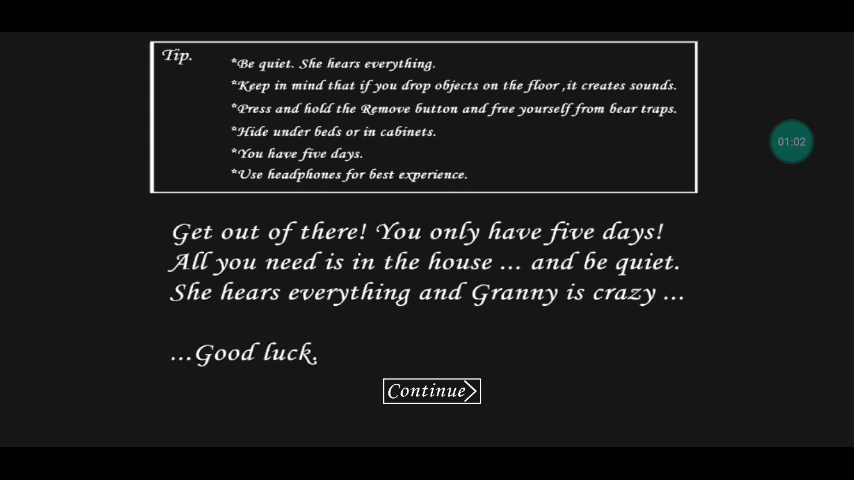 Tip.
*Be quiet. She hears everything.
*Keep in mind that if you drop objects on the floor ,it creates sounds.
*Press and hold the Remove button and free yourself from bear traps.
*Hide under beds or in cabinets.
*You have five days.
*Use headphones for best experience.
01:02
Get out of there! You only have five days!
All you need is in the house ... and be quiet.
She hears everything and Granny is crazy ...
...Good luck.
Continue